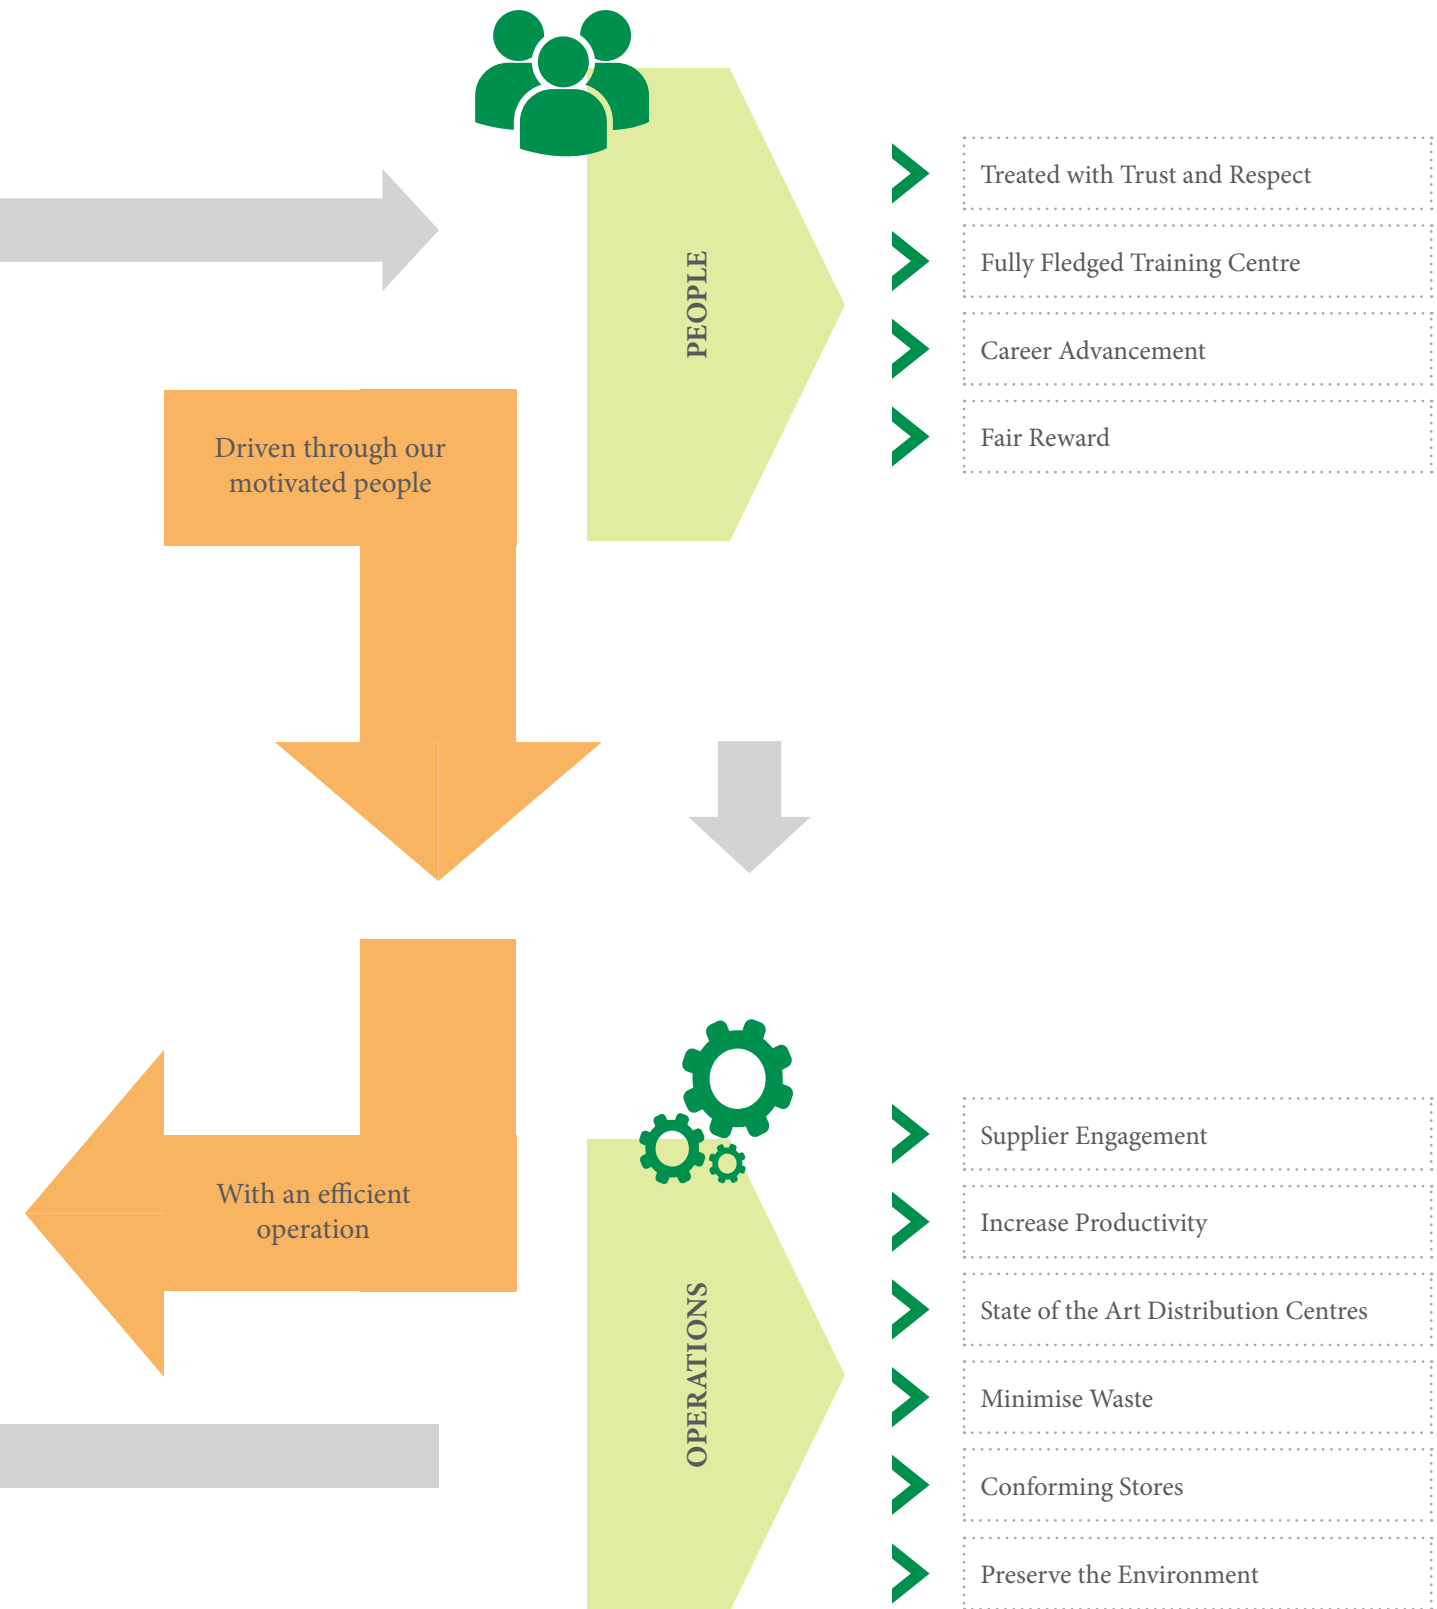 PEOPLE
Treated with Trust and Respect
Fully Fledged Training Centre
Career Advancement
Fair Reward
Driven through our
motivated people
With an efficient
operation
OPERATIONS
Supplier Engagement
Increase Productivity
State of the Art Distribution Centres
Minimise Waste
Conforming Stores
Preserve the Environment